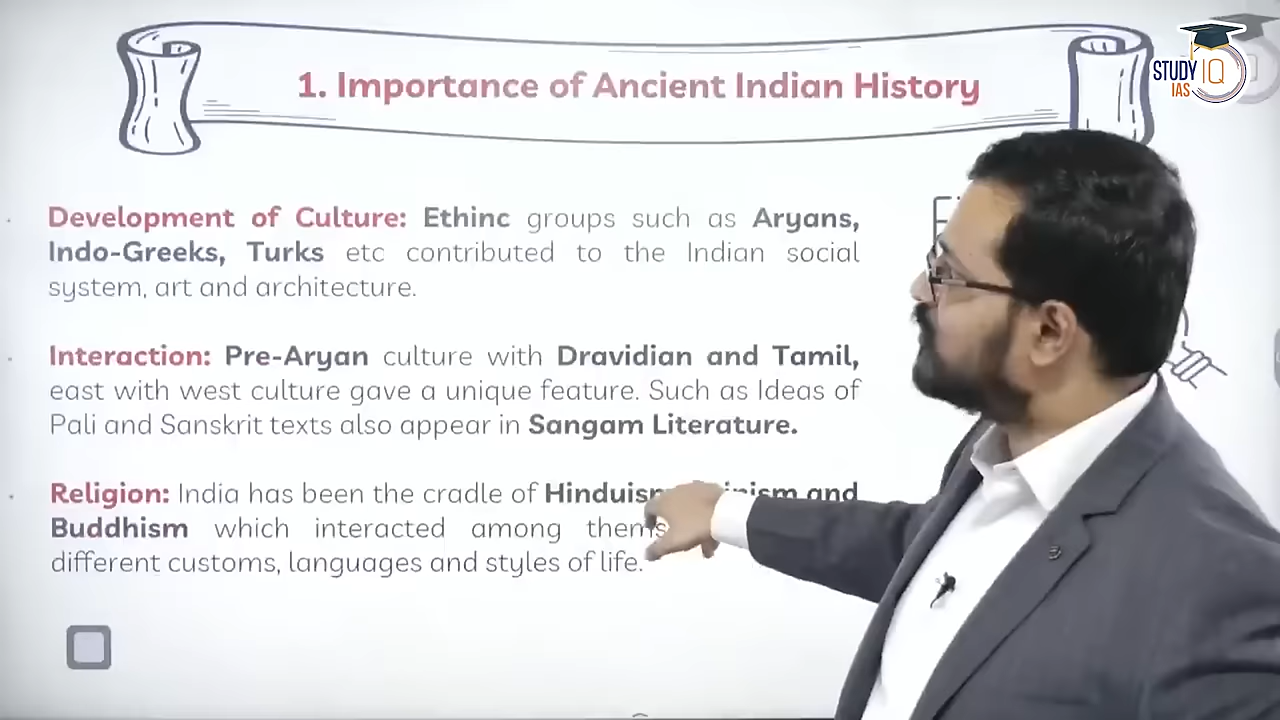 1. Importance of Ancient Indian History
STUDY IQ
IAS
Development of Culture: Ethinc groups such as Aryans,
Indo-Greeks, Turks etc contributed to the Indian social
system, art and architecture.
Interaction: Pre-Aryan culture with Dravidian and Tamil,
east with west culture gave a unique feature. Such as Ideas of
Pali and Sanskrit texts also appear in Sangam Literature.
Religion: India has been the cradle of and
Buddhism which interacted among
different customs, languages and styles of life.